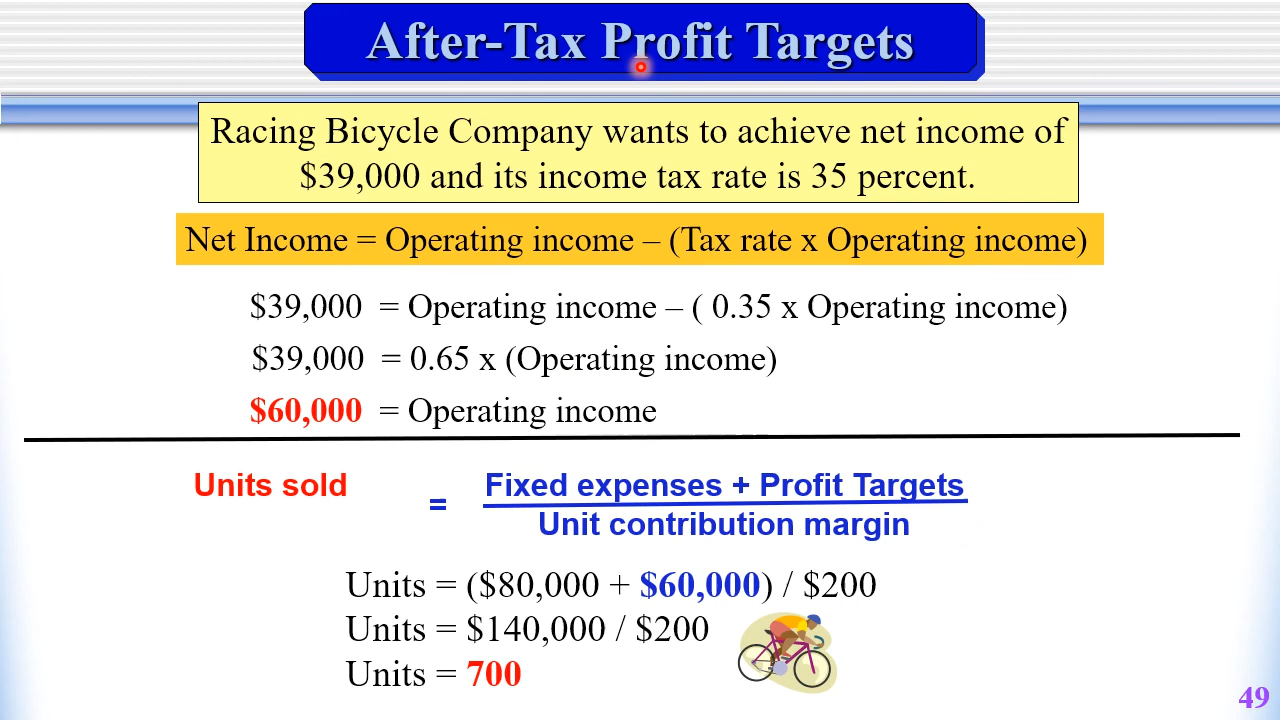 After-Tax Profit Targets
Racing Bicycle Company wants to achieve net income of
$39,000 and its income tax rate is 35 percent.
Net Income = Operating income – (Tax rate x Operating income)
$39,000 = Operating income – ( 0.35 x Operating income)
$39,000 = 0.65 x (Operating income)
$60,000 = Operating income
Units sold = Fixed expenses + Profit Targets
Unit contribution margin
Units = ($80,000 + $60,000) / $200
Units = $140,000 / $200
Units = 700
49